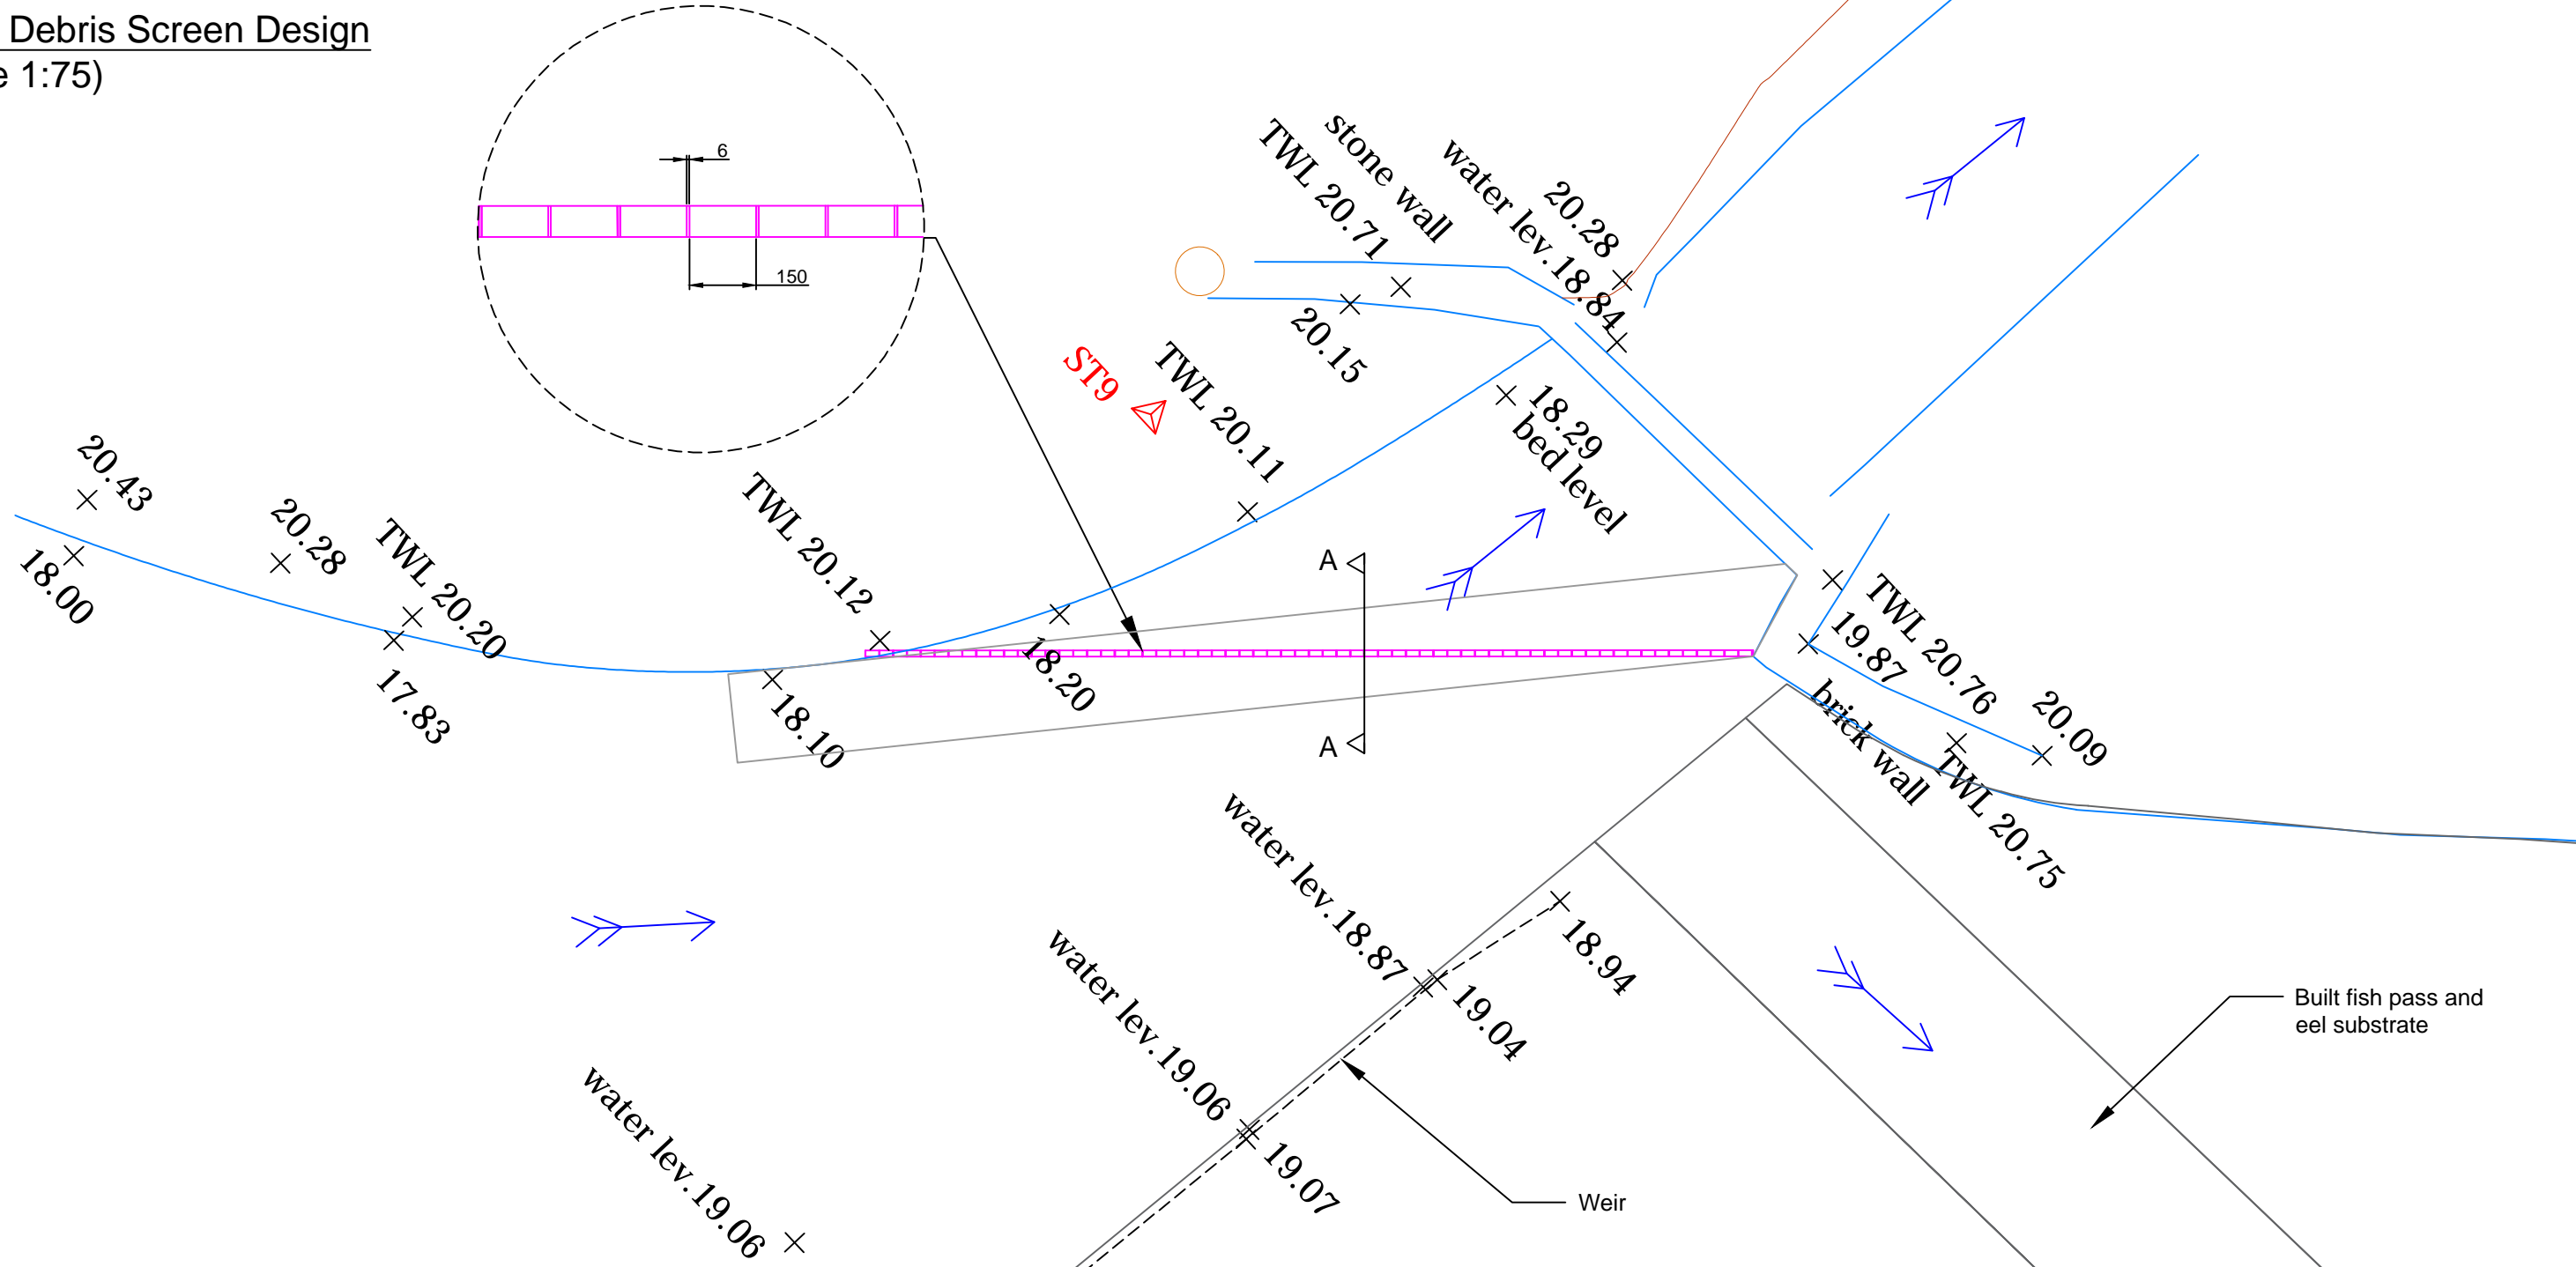 Debris Screen Design
e 1:75)
6
150
TWL 20.71
stone wall
water lev.18.84
20.28
20.15
ST9
TWL 20.11
18.29
bed level
20.43
18.00
20.28
TWL 20.20
17.83
TWL 20.12
18.10
18.20
A
A
TWL 20.76
19.87
20.09
brick wall
TWL 20.75
water lev.18.87
18.94
19.04
water lev.19.06
19.07
water lev.19.06
Built fish pass and
eel substrate
Weir